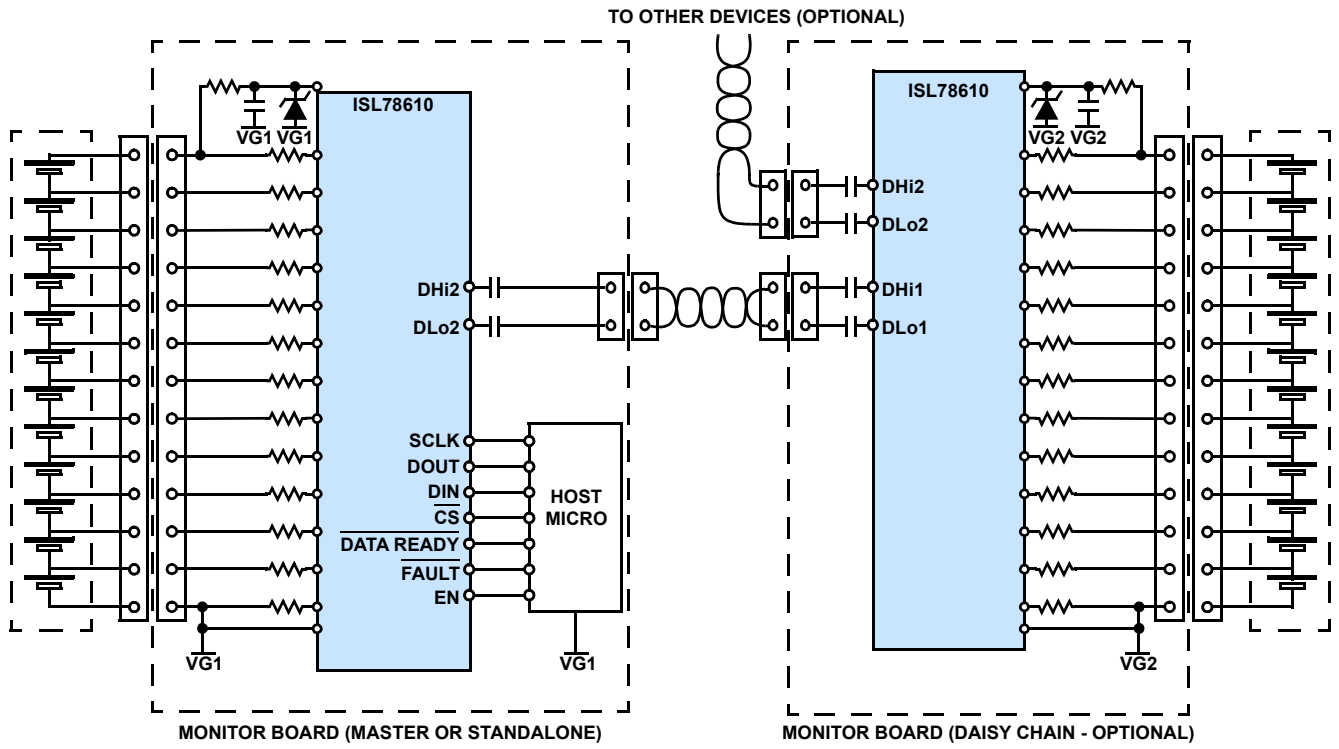 TO OTHER DEVICES (OPTIONAL)
ISL78610
VG1
VG1
DHi2
DLo2
SCLK
DOUT
DIN
CS
DATA READY
FAULT
EN
HOST
MICRO
VG1
VG1
MONITOR BOARD (MASTER OR STANDALONE)
ISL78610
VG2
VG2
DHi2
DLo2
DHi1
DLo1
VG2
MONITOR BOARD (DAISY CHAIN - OPTIONAL)